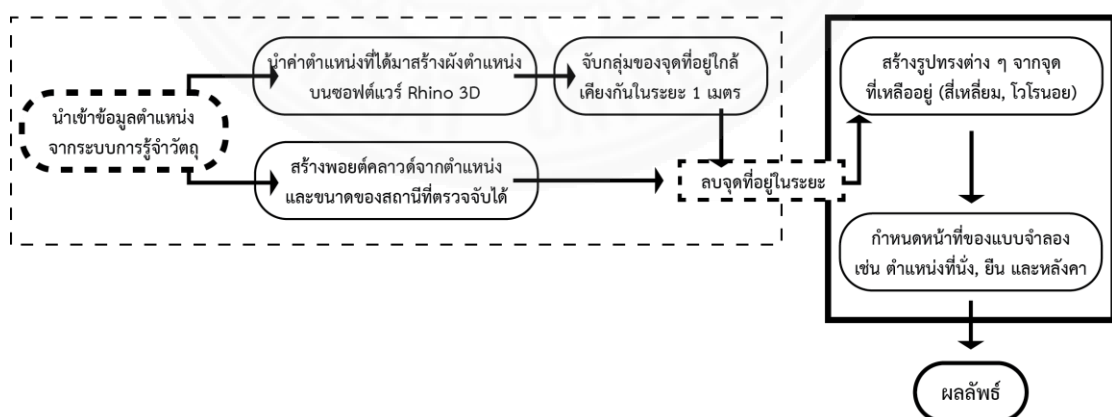 นำเข้าข้อมูลตำแหน่ง
จากระบบการรู้จำวัตถุ
นำค่าตำแหน่งที่ได้มาสร้างผังตำแหน่ง
บนซอฟต์แวร์ Rhino 3D
จับกลุ่มของจุดที่อยู่ใกล้
เคียงกันในระยะ 1 เมตร
สร้างพอยต์คลาวด์จากตำแหน่ง
และขนาดของสถานีที่ตรวจจับได้
ลบจุดที่อยู่ในระยะ
สร้างรูปทรงต่าง ๆ จากจุด
ที่เหลืออยู่ (สี่เหลี่ยม, โวโรนอย)
กำหนดหน้าที่ของแบบจำลอง
เช่น ตำแหน่งที่นั่ง, ยืน และหลังคา
ผลลัพธ์